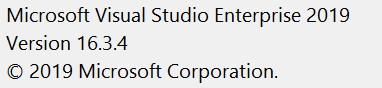 Microsoft Visual Studio Enterprise 2019
Version 16.3.4
© 2019 Microsoft Corporation.